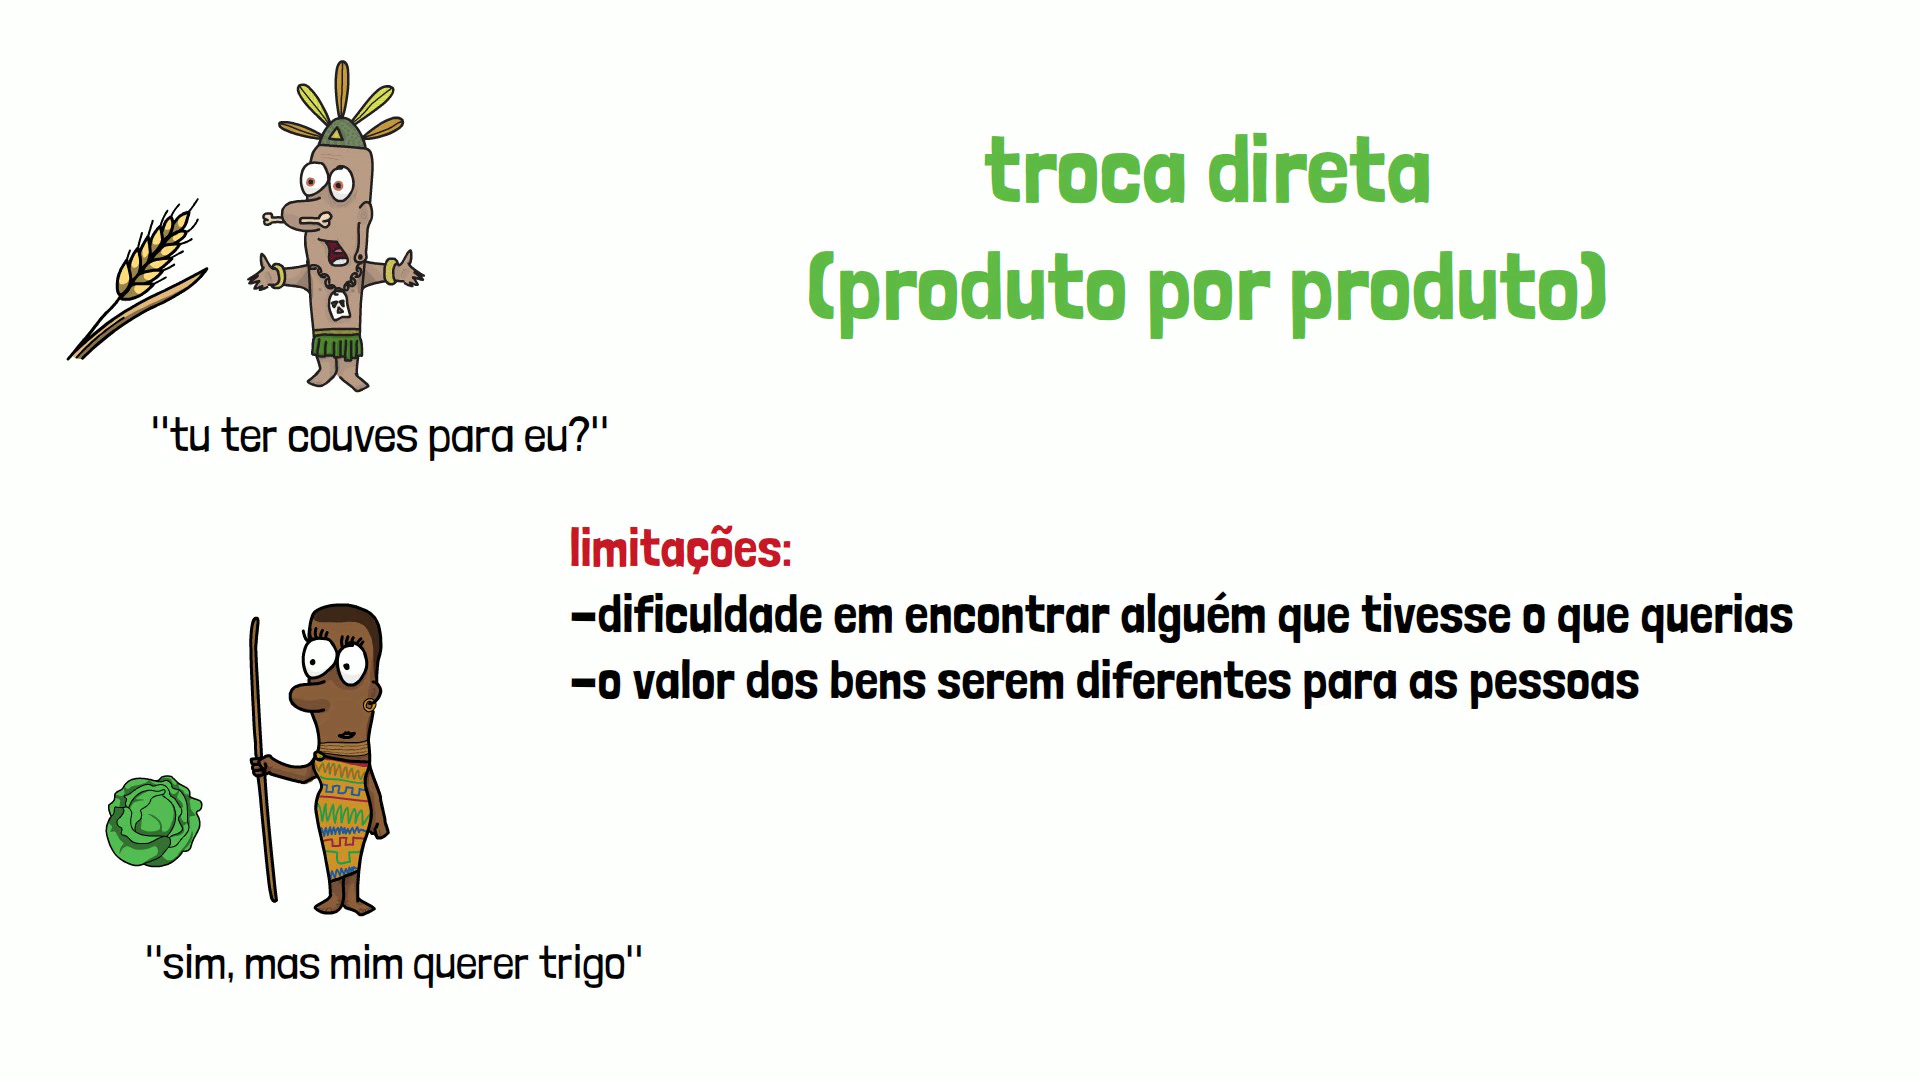 troca direta
(produto por produto)
"tu ter couves para eu?"
limitações:
-dificuldade em encontrar alguém que tivesse o que querias
-o valor dos bens serem diferentes para as pessoas
"sim, mas mim querer trigo"